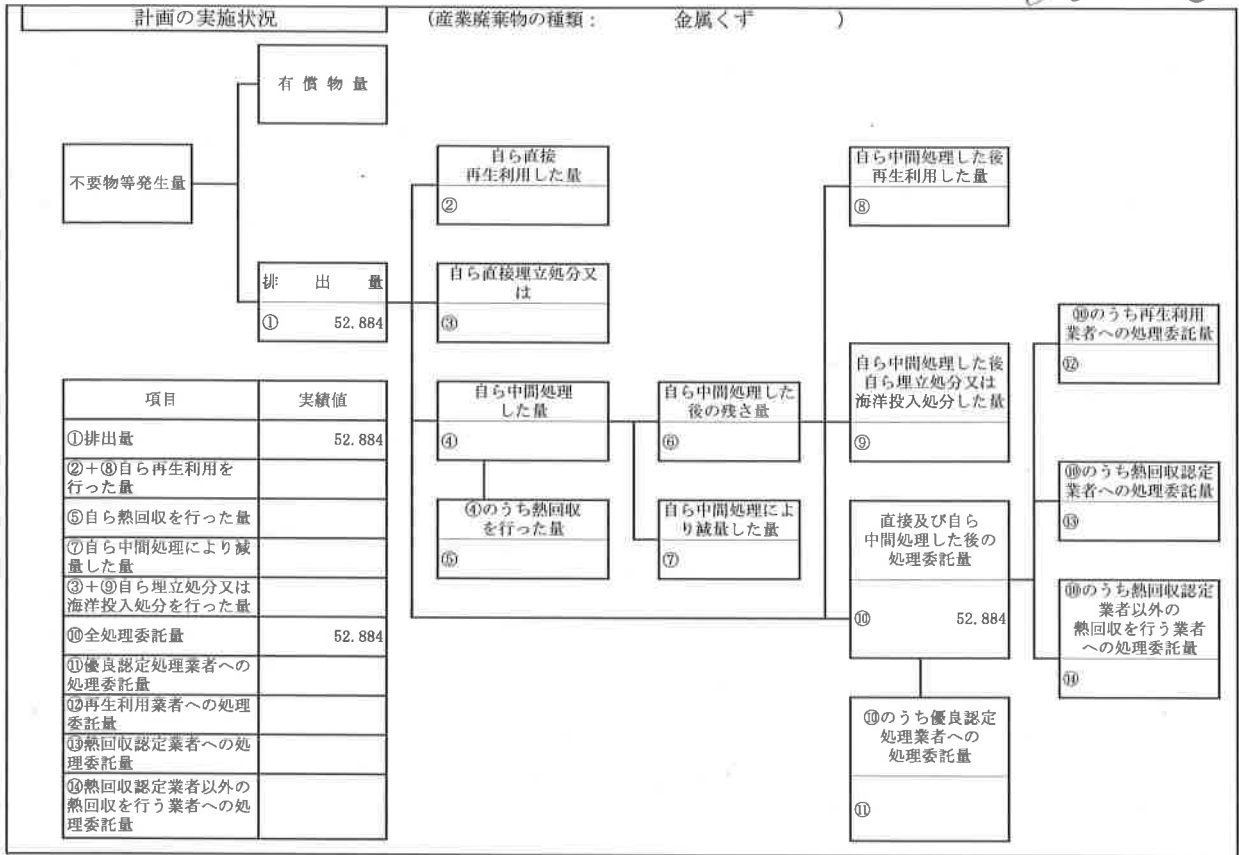 計画の実施状況
(産業廃棄物の種類： 金属くず )
有 償 物 量
不要物等発生量
排 出 量
① 52.884
自ら直接
再生利用した量
②
自ら直接埋立処分又
は
③
自ら中間処理
した量
④
④のうち熱回収
を行った量
⑤
自ら中間処理した
後の残さ量
⑥
自ら中間処理によ
り減量した量
⑦
自ら中間処理した後
再生利用した量
⑧
自ら中間処理した後
自ら埋立処分又は
海洋投入処分した量
⑨
直接及び自ら
中間処理した後の
処理委託量
⑩ 52.884
⑩のうち優良認定
処理業者への
処理委託量
⑪
⑩のうち再生利用
業者への処理委託量
⑫
⑩のうち熱回収認定
業者への処理委託量
⑬
⑩のうち熱回収認定
業者以外の
熱回収を行う業者
への処理委託量
⑭
項目 実績値
①排出量 52.884
②＋⑧自ら再生利用を
行った量
⑤自ら熱回収を行った量
⑦自ら中間処理により減
量した量
③＋⑨自ら埋立処分又は
海洋投入処分を行った量
⑩全処理委託量 52.884
⑪優良認定処理業者への
処理委託量
⑫再生利用業者への処理
委託量
⑬熱回収認定業者への処
理委託量
⑭熱回収認定業者以外の
熱回収を行う業者への処
理委託量